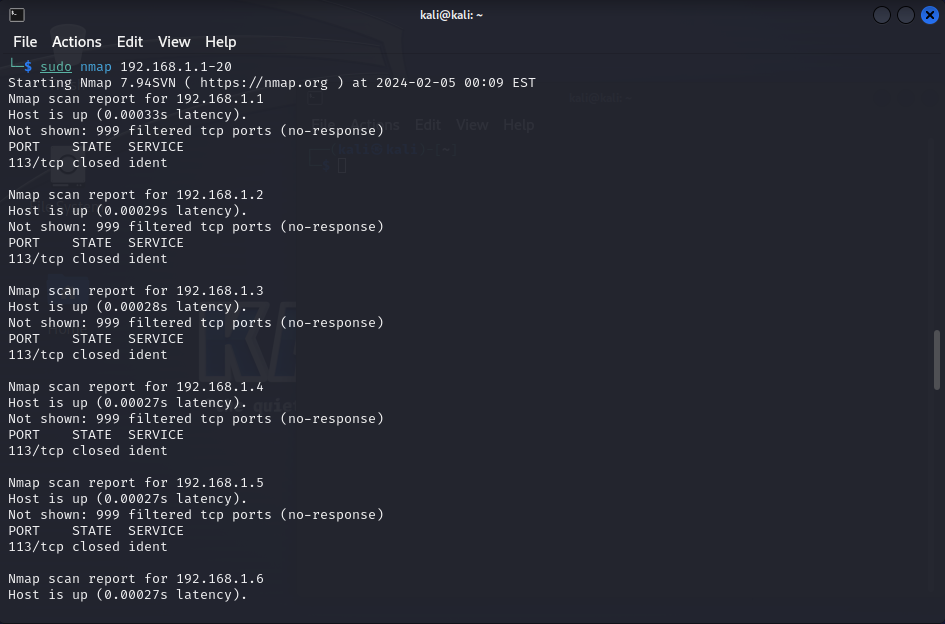 kali@kali: ~
File Actions Edit View Help
└─$ sudo nmap 192.168.1.1-20
Starting Nmap 7.94SVN ( https://nmap.org ) at 2024-02-05 00:09 EST
Nmap scan report for 192.168.1.1
Host is up (0.00033s latency).
Not shown: 999 filtered tcp ports (no-response)
PORT    STATE  SERVICE
113/tcp closed ident
Nmap scan report for 192.168.1.2
Host is up (0.00029s latency).
Not shown: 999 filtered tcp ports (no-response)
PORT    STATE  SERVICE
113/tcp closed ident
Nmap scan report for 192.168.1.3
Host is up (0.00028s latency).
Not shown: 999 filtered tcp ports (no-response)
PORT    STATE  SERVICE
113/tcp closed ident
Nmap scan report for 192.168.1.4
Host is up (0.00027s latency).
Not shown: 999 filtered tcp ports (no-response)
PORT    STATE  SERVICE
113/tcp closed ident
Nmap scan report for 192.168.1.5
Host is up (0.00027s latency).
Not shown: 999 filtered tcp ports (no-response)
PORT    STATE  SERVICE
113/tcp closed ident
Nmap scan report for 192.168.1.6
Host is up (0.00027s latency).
File Actions Edit View Help